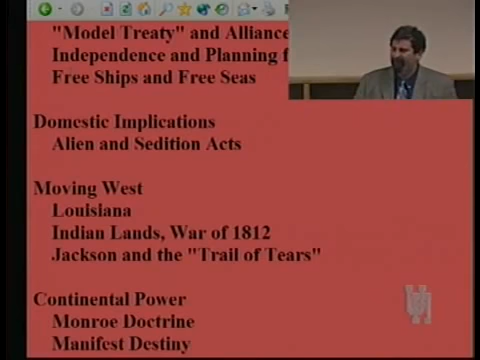 "Model Treaty" and Alliance
Independence and Planning f
Free Ships and Free Seas
Domestic Implications
Alien and Sedition Acts
Moving West
Louisiana
Indian Lands, War of 1812
Jackson and the "Trail of Tears"
Continental Power
Monroe Doctrine
Manifest Destiny